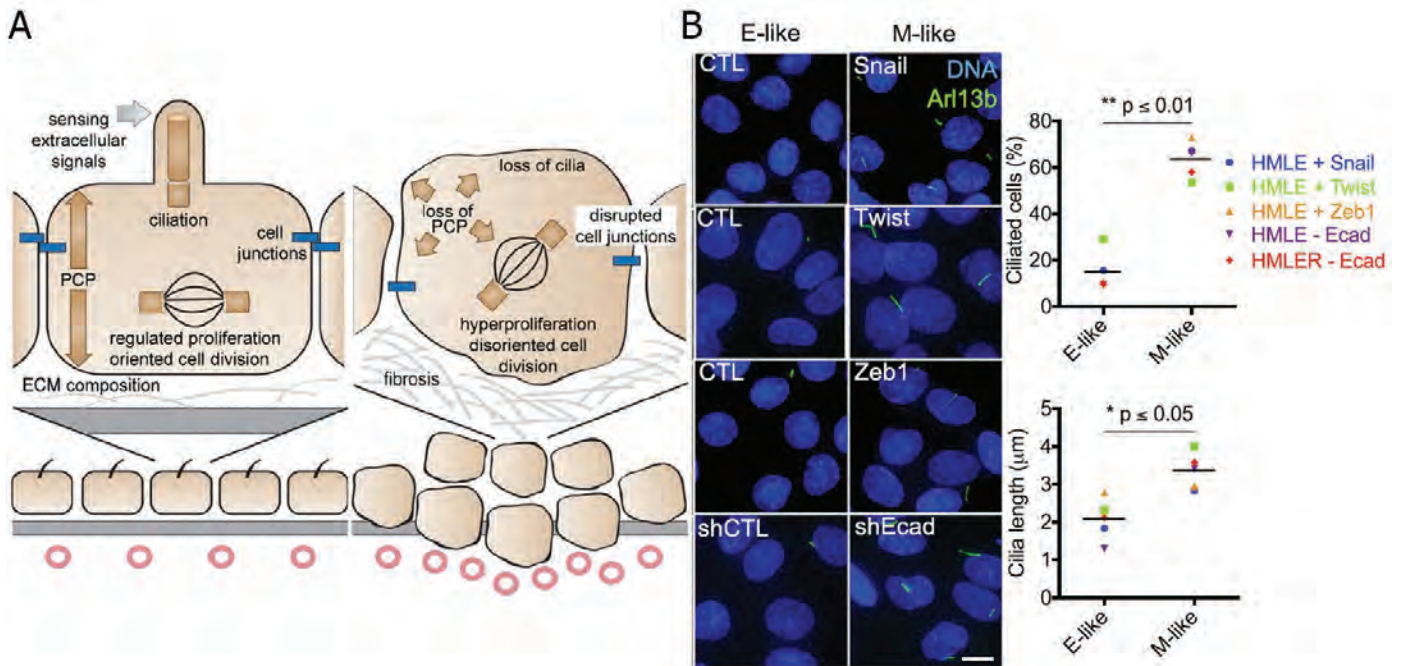 A
sensing
extracellular
signals
ciliation
cell
junctions
PCP
regulated proliferation
oriented cell division
ECM composition
loss of cilia
loss of
PCP
disrupted
cell junctions
hyperproliferation
disoriented cell
division
fibrosis
B
E-like
M-like
CTL
Snail
DNA
Arl13b
CTL
Twist
CTL
Zeb1
shCTL
shEcad
** p ≤ 0.01
Ciliated cells (%)
80
60
40
20
0
E-like
M-like
HMLE + Snail
HMLE + Twist
HMLE + Zeb1
HMLE - Ecad
HMLER - Ecad
* p ≤ 0.05
Cilia length (μm)
5
4
3
2
1
0
E-like
M-like